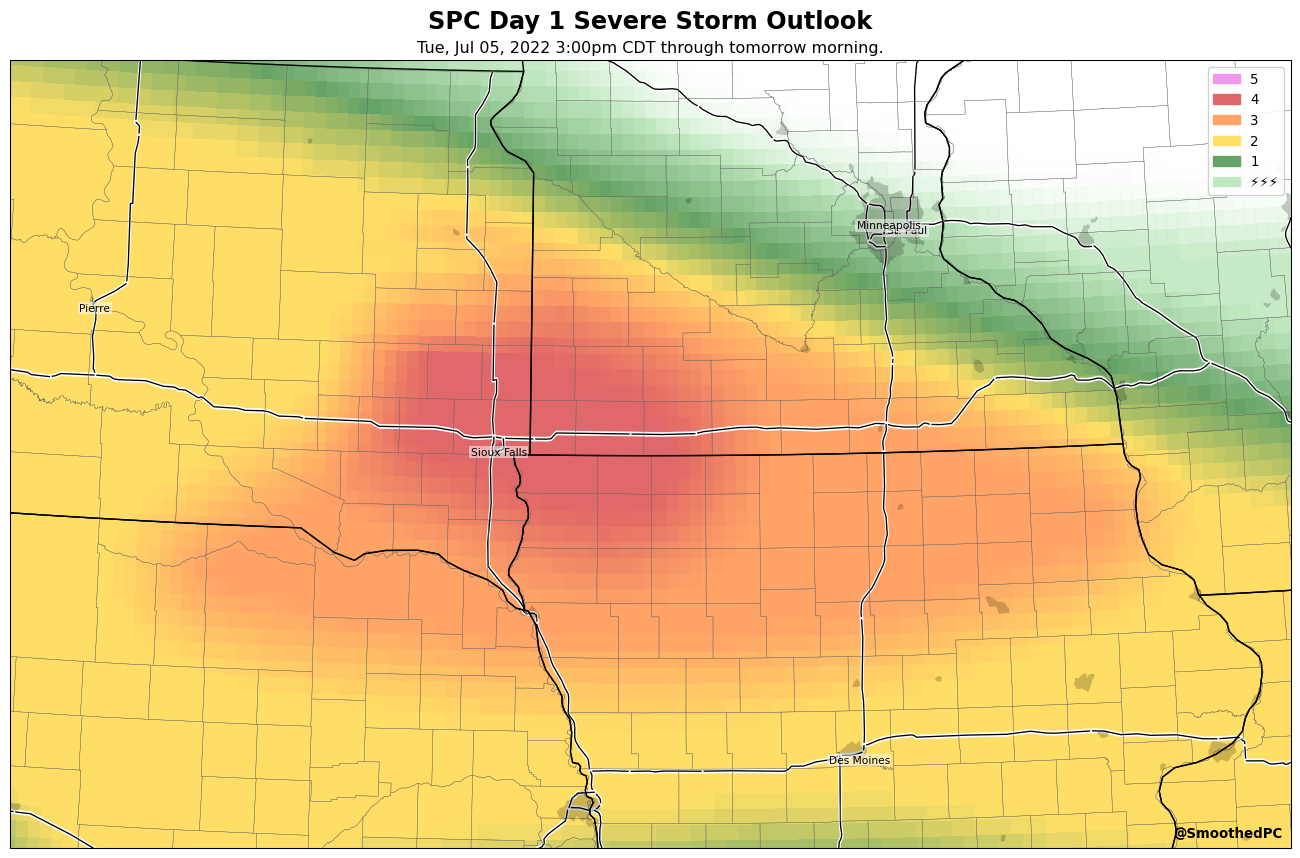 SPC Day 1 Severe Storm Outlook
Tue, Jul 05, 2022 3:00pm CDT through tomorrow morning.
5
4
3
2
1
⚡⚡⚡
Minneapolis
St. Paul
Pierre
Sioux Falls
Des Moines
@SmoothedPC